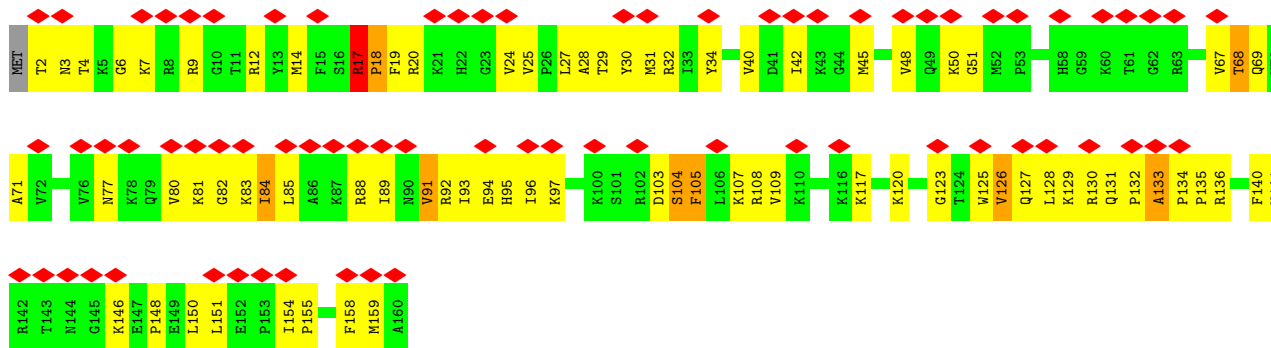 MET T2 N3 T4 K5 G6 K7 R8 R9 G10 T11 R12 Y13 M14 F15 S16 R17 P18 F19 R20 K21 H22 G23 V24 V25 P26 L27 A28 T29 Y30 M31 R32 I33 Y34 V40 D41 I42 K43 G44 M45 V48 Q49 K50 G51 M52 P53 H58 G59 K60 T61 G62 R63 V67 T68 Q69
A71 V72 V76 N77 K78 Q79 V80 K81 G82 K83 I84 L85 A86 K87 R88 I89 N90 V91 R92 I93 E94 H95 I96 K97 K100 S101 R102 D103 S104 F105 L106 K107 R108 V109 K110 K116 K117 K120 G123 T124 W125 V126 Q127 L128 K129 R130 Q131 P132 A133 P134 P135 R136 F140
R142 T143 N144 G145 K146 E147 P148 E149 L150 L151 E152 P153 I154 P155 F158 M159 A160